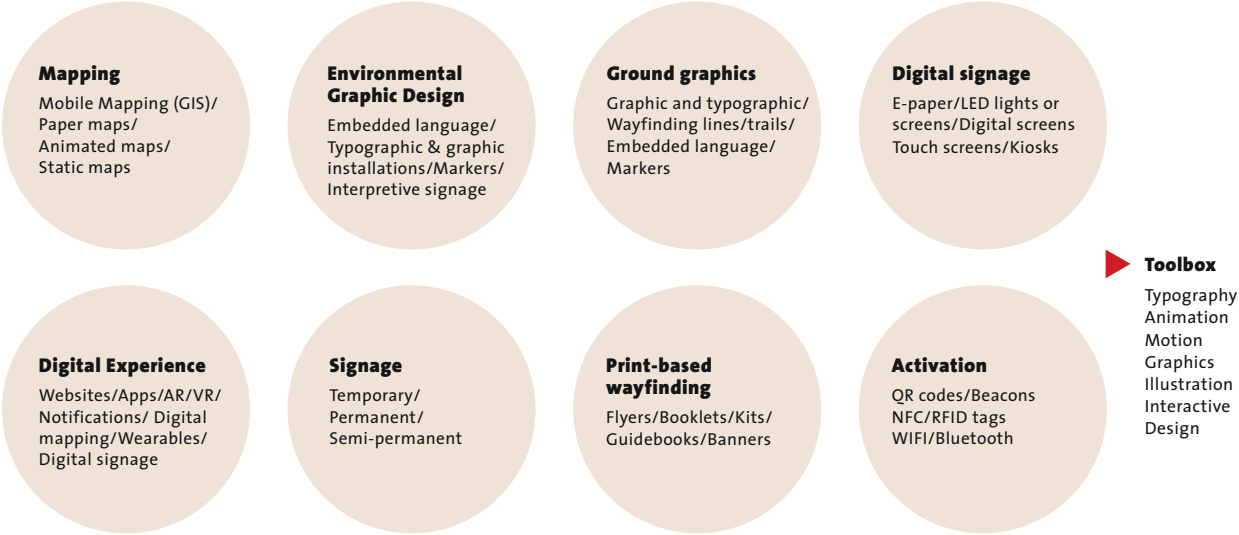 Mapping
Mobile Mapping (GIS)/
Paper maps/
Animated maps/
Static maps
Environmental
Graphic Design
Embedded language/
Typographic & graphic
installations/Markers/
Interpretive signage
Ground graphics
Graphic and typographic/
Wayfinding lines/trails/
Embedded language/
Markers
Digital signage
E-paper/LED lights or
screens/Digital screens
Touch screens/Kiosks
Digital Experience
Websites/Apps/AR/VR/
Notifications/ Digital
mapping/Wearables/
Digital signage
Signage
Temporary/
Permanent/
Semi-permanent
Print-based
wayfinding
Flyers/Booklets/Kits/
Guidebooks/Banners
Activation
QR codes/Beacons
NFC/RFID tags
WIFI/Bluetooth
Toolbox
Typography
Animation
Motion
Graphics
Illustration
Interactive
Design